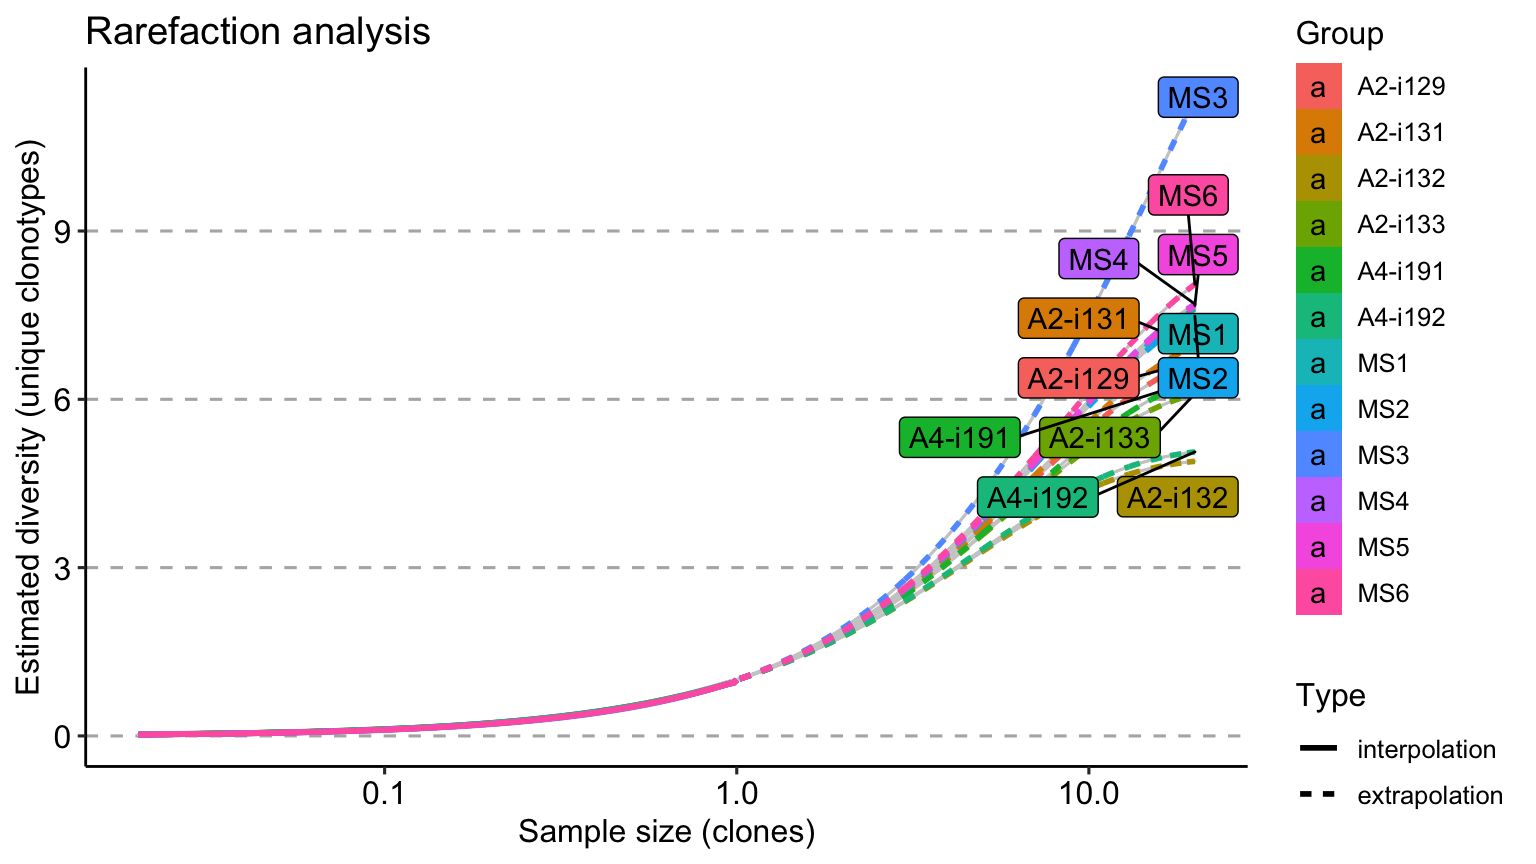 Rarefaction analysis
Estimated diversity (unique clonotypes)
9
6
3
0
0.1
1.0
10.0
Sample size (clones)
MS3
MS6
MS4
MS5
A2-i131
MS1
A2-i129
MS2
A4-i191
A2-i133
A4-i192
A2-i132
Group
a A2-i129
a A2-i131
a A2-i132
a A2-i133
a A4-i191
a A4-i192
a MS1
a MS2
a MS3
a MS4
a MS5
a MS6
Type
interpolation
extrapolation